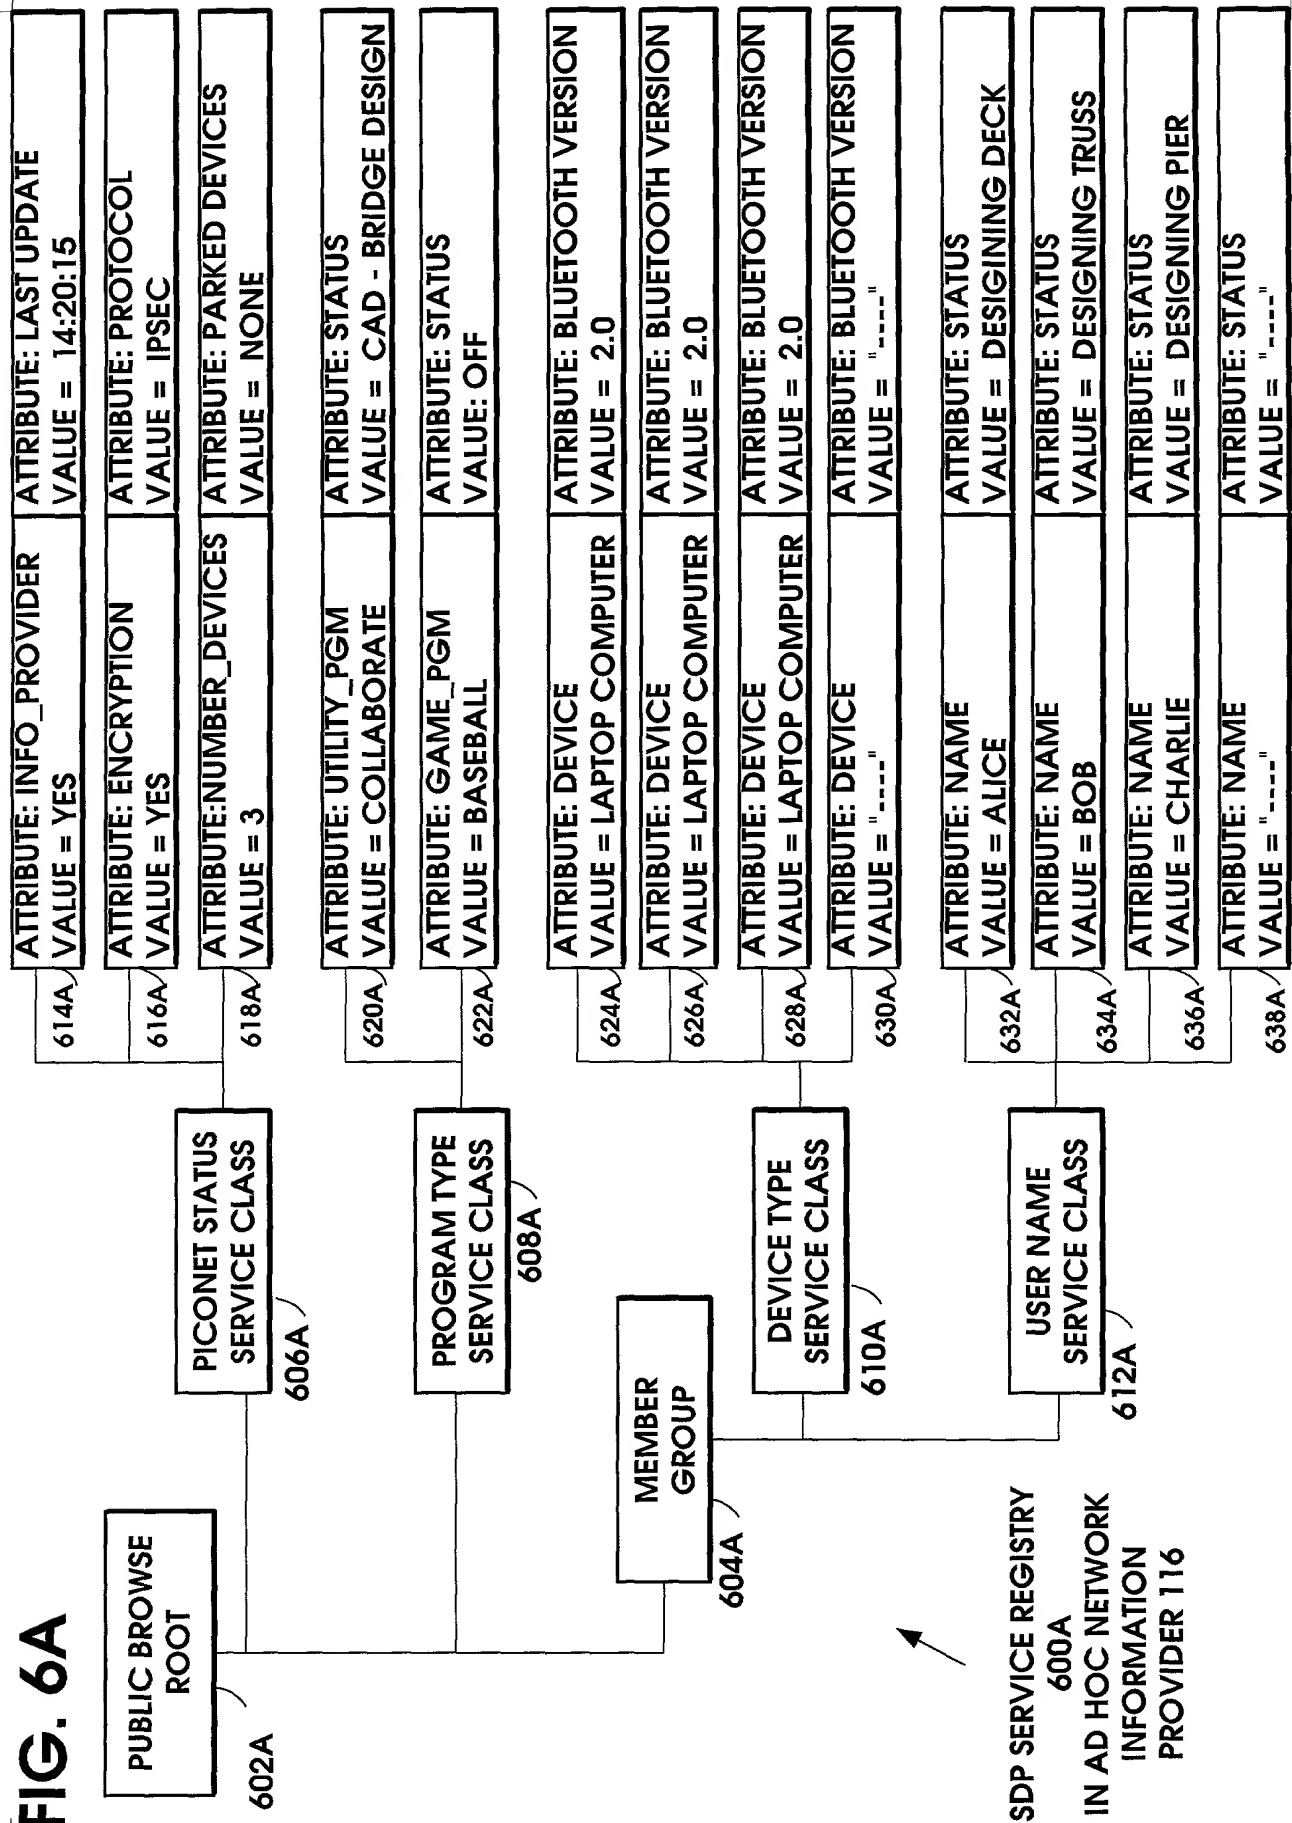 FIG. 6A
PUBLIC BROWSE
ROOT
602A
PICONET STATUS
SERVICE CLASS
606A
ATTRIBUTE: INFO_PROVIDER
VALUE = YES
ATTRIBUTE: LAST UPDATE
VALUE = 14:20:15
614A
ATTRIBUTE: ENCRYPTION
VALUE = YES
ATTRIBUTE: PROTOCOL
VALUE = IPSEC
616A
ATTRIBUTE:NUMBER_DEVICES
VALUE = 3
ATTRIBUTE: PARKED DEVICES
VALUE = NONE
618A
PROGRAM TYPE
SERVICE CLASS
608A
ATTRIBUTE: UTILITY_PGM
VALUE = COLLABORATE
ATTRIBUTE: STATUS
VALUE = CAD - BRIDGE DESIGN
620A
ATTRIBUTE: GAME_PGM
VALUE = BASEBALL
ATTRIBUTE: STATUS
VALUE: OFF
622A
MEMBER
GROUP
604A
DEVICE TYPE
SERVICE CLASS
610A
ATTRIBUTE: DEVICE
VALUE = LAPTOP COMPUTER
ATTRIBUTE: BLUETOOTH VERSION
VALUE = 2.0
624A
ATTRIBUTE: DEVICE
VALUE = LAPTOP COMPUTER
ATTRIBUTE: BLUETOOTH VERSION
VALUE = 2.0
626A
ATTRIBUTE: DEVICE
VALUE = LAPTOP COMPUTER
ATTRIBUTE: BLUETOOTH VERSION
VALUE = 2.0
628A
ATTRIBUTE: DEVICE
VALUE = "----"
ATTRIBUTE: BLUETOOTH VERSION
VALUE = "----"
630A
USER NAME
SERVICE CLASS
612A
ATTRIBUTE: NAME
VALUE = ALICE
ATTRIBUTE: STATUS
VALUE = DESIGINING DECK
632A
ATTRIBUTE: NAME
VALUE = BOB
ATTRIBUTE: STATUS
VALUE = DESIGNING TRUSS
634A
ATTRIBUTE: NAME
VALUE = CHARLIE
ATTRIBUTE: STATUS
VALUE = DESIGNING PIER
636A
ATTRIBUTE: NAME
VALUE = "----"
ATTRIBUTE: STATUS
VALUE = "----"
638A
SDP SERVICE REGISTRY
600A
IN AD HOC NETWORK
INFORMATION
PROVIDER 116